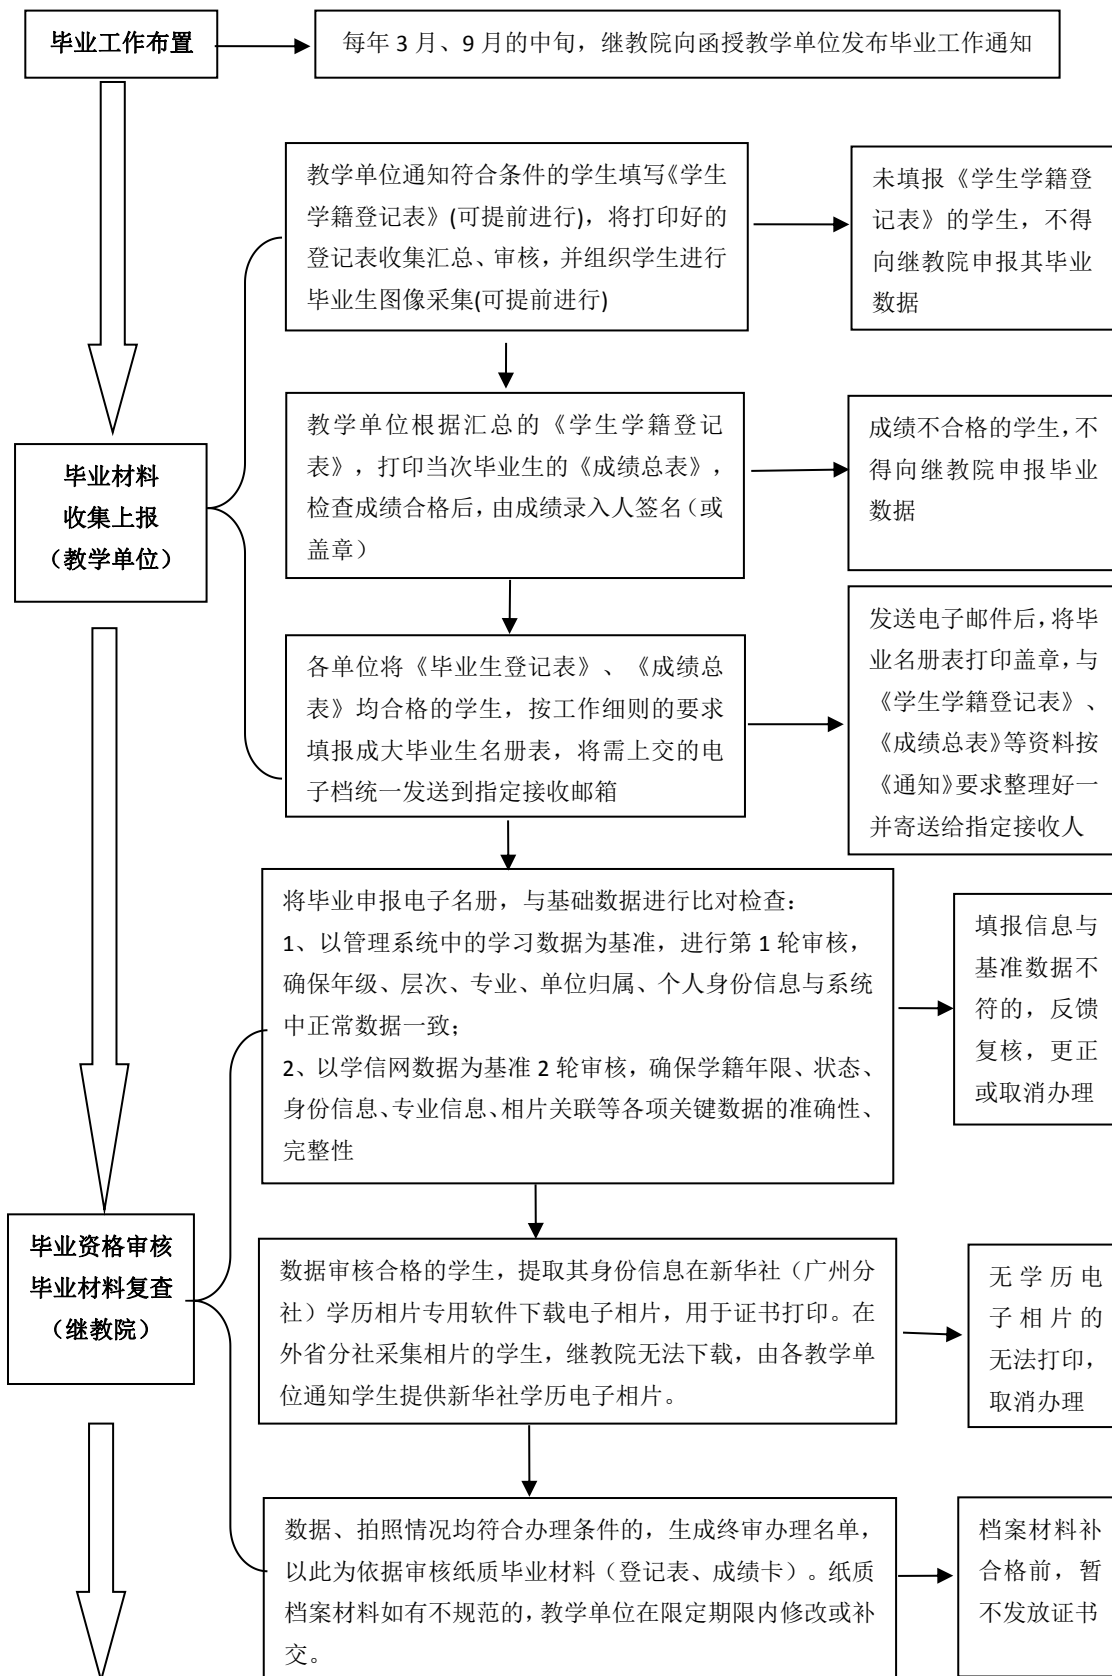 毕业工作布置
每年 3 月、9 月的中旬，继教院向函授教学单位发布毕业工作通知
教学单位通知符合条件的学生填写《学生
学籍登记表》(可提前进行)，将打印好的
登记表收集汇总、审核，并组织学生进行
毕业生图像采集(可提前进行)
未填报《学生学籍登
记表》的学生，不得
向继教院申报其毕业
数据
毕业材料
收集上报
（教学单位）
教学单位根据汇总的《学生学籍登记
表》，打印当次毕业生的《成绩总表》，
检查成绩合格后，由成绩录入人签名（或
盖章）
成绩不合格的学生，不
得向继教院申报毕业
数据
各单位将《毕业生登记表》、《成绩总
表》均合格的学生，按工作细则的要求
填报成大毕业生名册表，将需上交的电
子档统一发送到指定接收邮箱
发送电子邮件后，将毕
业名册表打印盖章，与
《学生学籍登记表》、
《成绩总表》等资料按
《通知》要求整理好一
并寄送给指定接收人
将毕业申报电子名册，与基础数据进行比对检查：
1、以管理系统中的学习数据为基准，进行第 1 轮审核，
确保年级、层次、专业、单位归属、个人身份信息与系统
中正常数据一致；
2、以学信网数据为基准 2 轮审核，确保学籍年限、状态、
身份信息、专业信息、相片关联等各项关键数据的准确性、
完整性
填报信息与
基准数据不
符的，反馈
复核，更正
或取消办理
毕业资格审核
毕业材料复查
（继教院）
数据审核合格的学生，提取其身份信息在新华社（广州分
社）学历相片专用软件下载电子相片，用于证书打印。在
外省分社采集相片的学生，继教院无法下载，由各教学单
位通知学生提供新华社学历电子相片。
无学历电
子相片的
无法打印，
取消办理
数据、拍照情况均符合办理条件的，生成终审办理名单，
以此为依据审核纸质毕业材料（登记表、成绩卡）。纸质
档案材料如有不规范的，教学单位在限定期限内修改或补
交。
档案材料补
合格前，暂
不发放证书